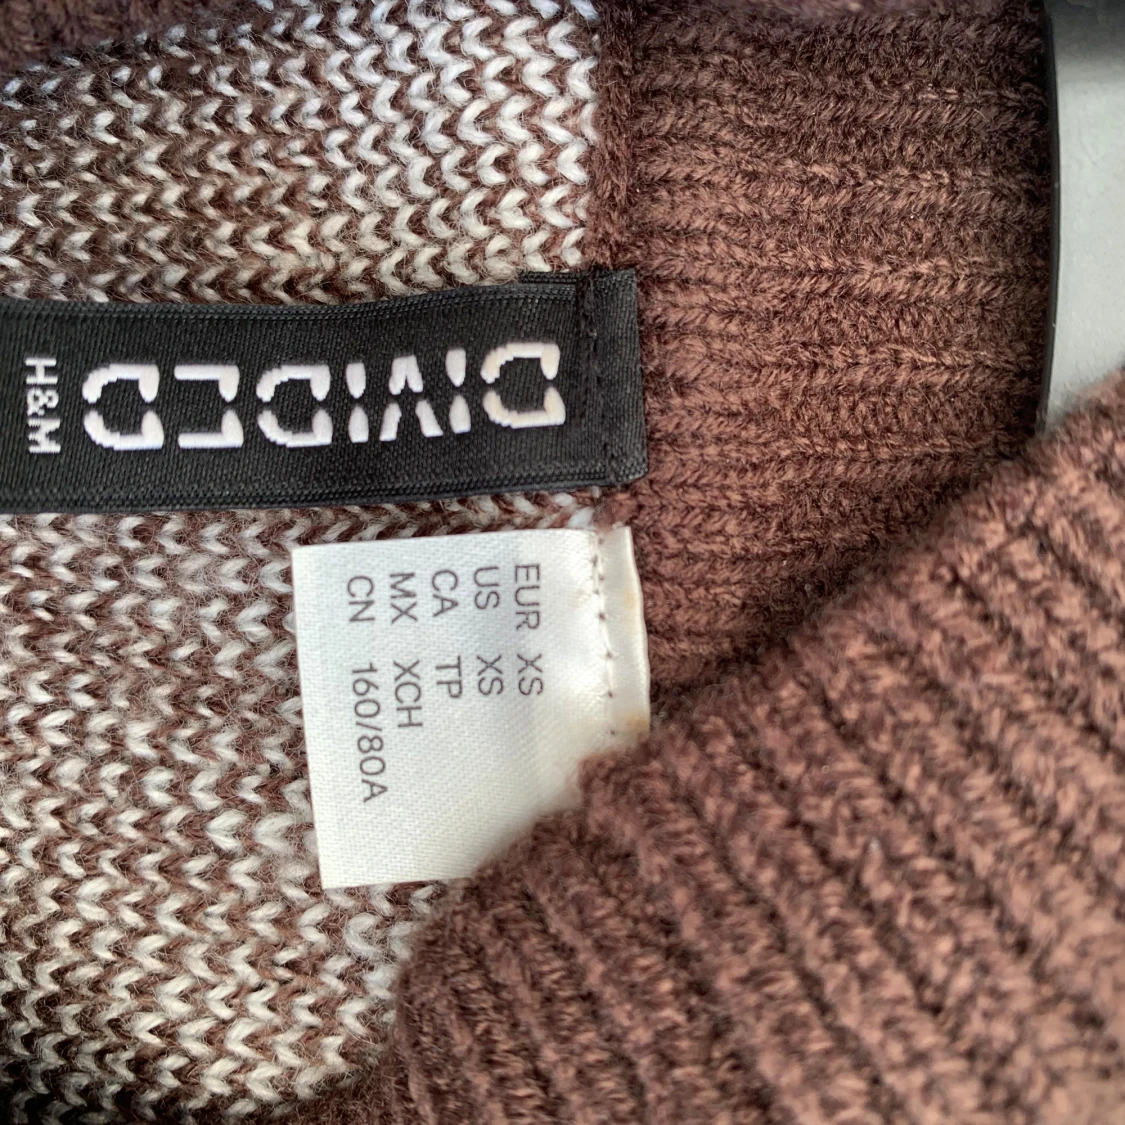 DIVIDED
H&M
EUR XS
US XS
CA TP
MX XCH
CN 160/80A